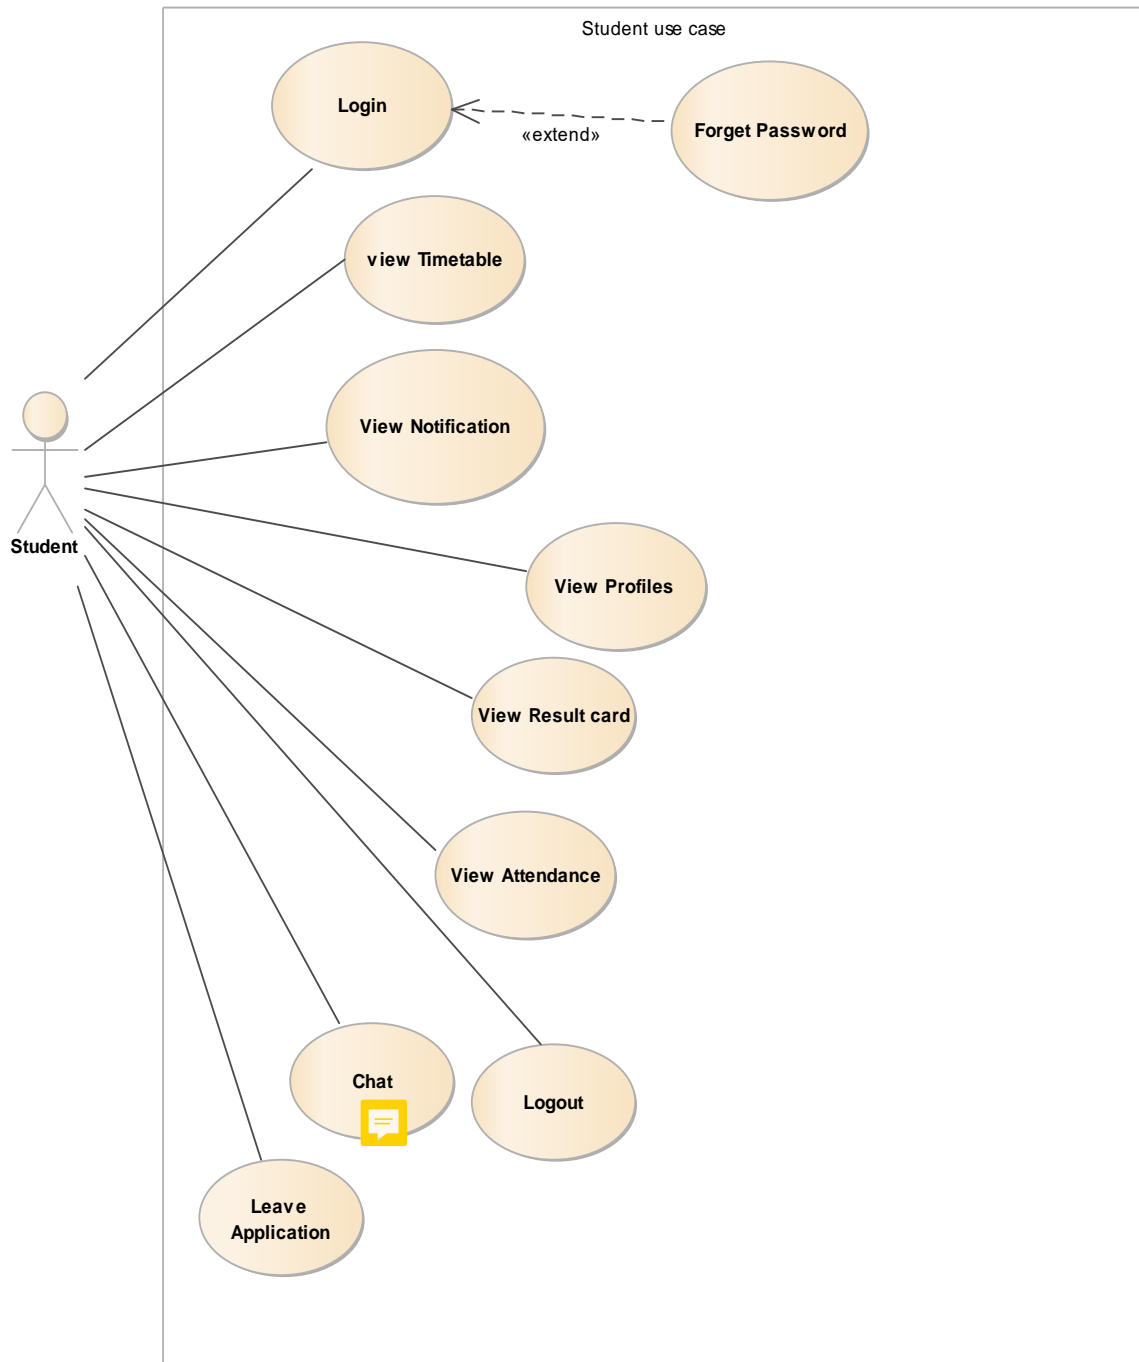 Student use case
Login
«extend»
Forget Password
view Timetable
View Notification
Student
View Profiles
View Result card
View Attendance
Chat
Logout
Leave
Application